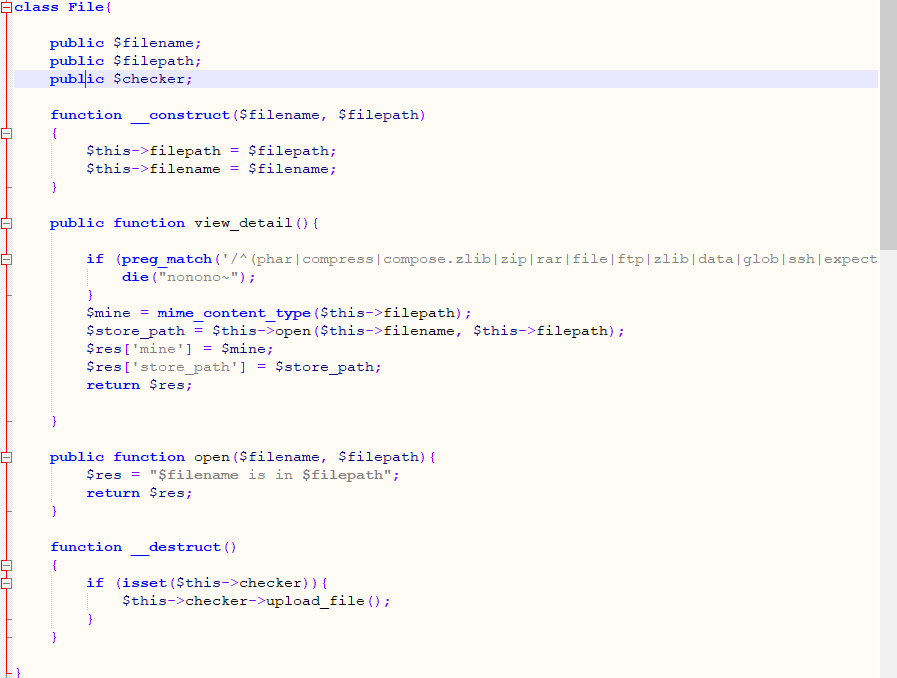 class File{
public $filename;
public $filepath;
public $checker;
function __construct($filename, $filepath)
{
$this->filepath = $filepath;
$this->filename = $filename;
}
public function view_detail(){
if (preg_match('/^(phar|compress|compose.zlib|zip|rar|file|ftp|zlib|data|glob|ssh|expect
die("nonono~");
}
$mine = mime_content_type($this->filepath);
$store_path = $this->open($this->filename, $this->filepath);
$res['mine'] = $mine;
$res['store_path'] = $store_path;
return $res;
}
public function open($filename, $filepath){
$res = "$filename is in $filepath";
return $res;
}
function __destruct()
{
if (isset($this->checker)){
$this->checker->upload_file();
}
}
}